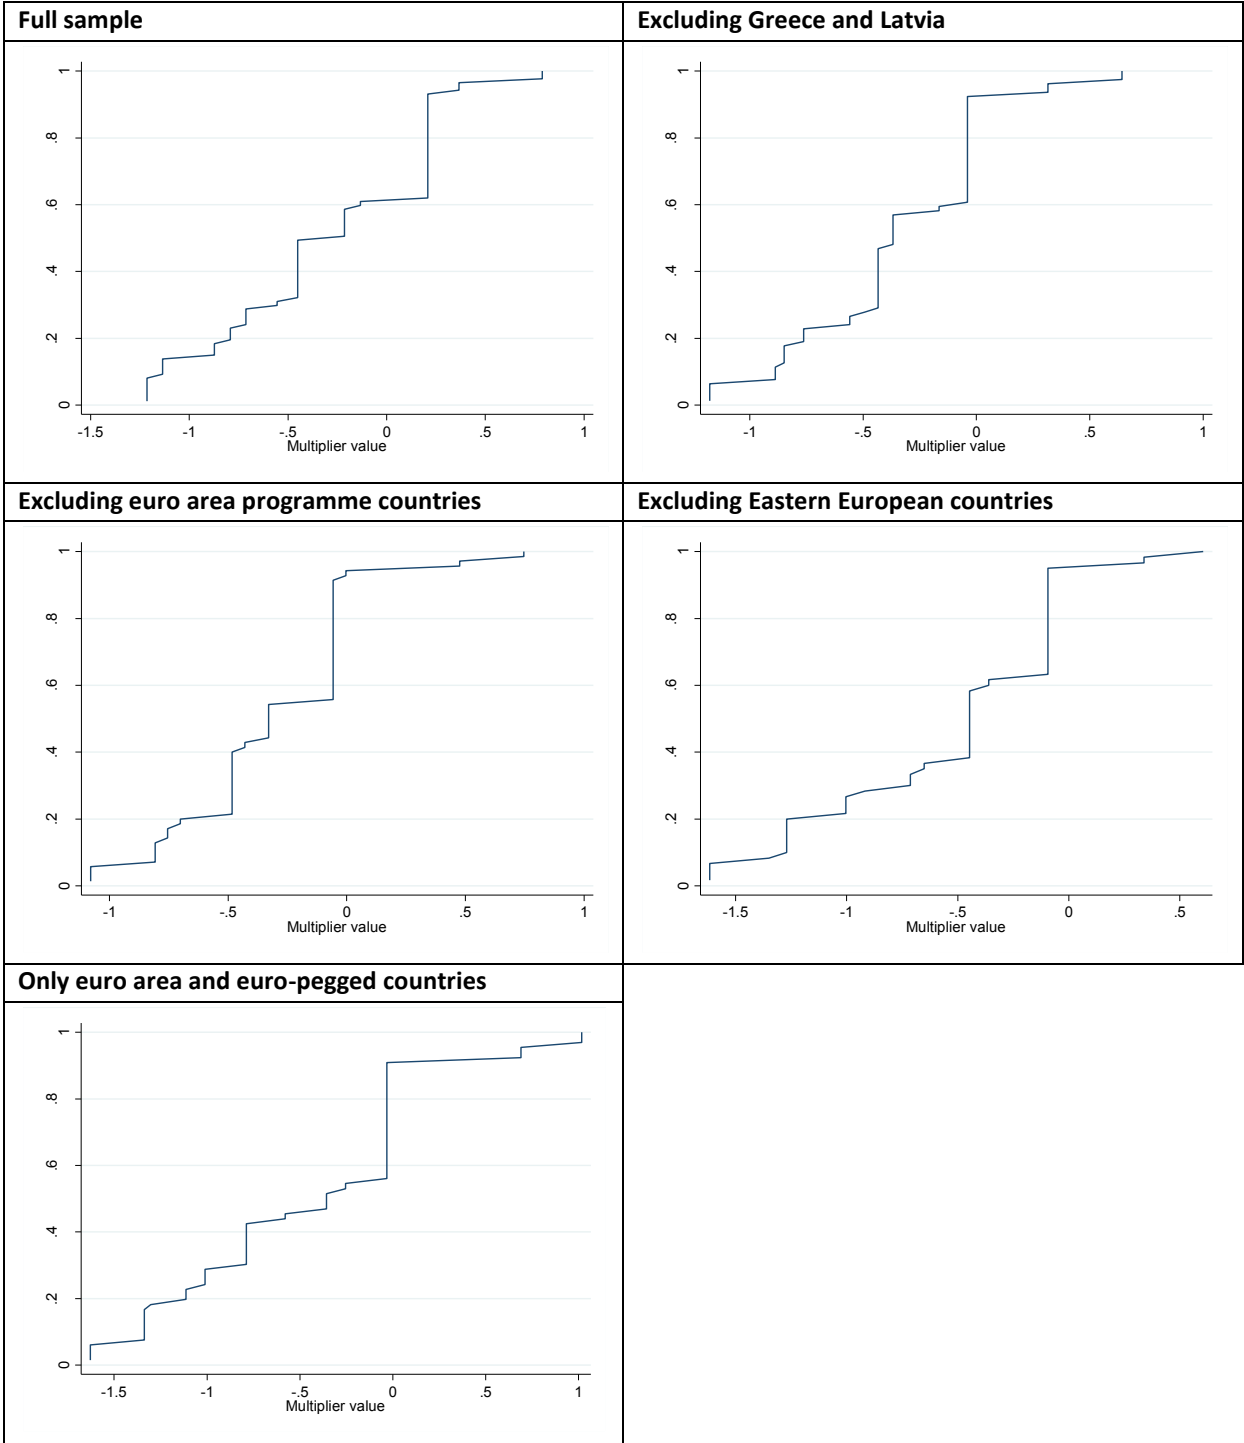 Full sample
1
.8
.6
.4
.2
0
-1.5 -1 -.5 0 .5 1
Multiplier value
Excluding Greece and Latvia
1
.8
.6
.4
.2
0
-1 -.5 0 .5 1
Multiplier value
Excluding euro area programme countries
1
.8
.6
.4
.2
0
-1 -.5 0 .5 1
Multiplier value
Excluding Eastern European countries
1
.8
.6
.4
.2
0
-1.5 -1 -.5 0 .5
Multiplier value
Only euro area and euro-pegged countries
1
.8
.6
.4
.2
0
-1.5 -1 -.5 0 .5 1
Multiplier value